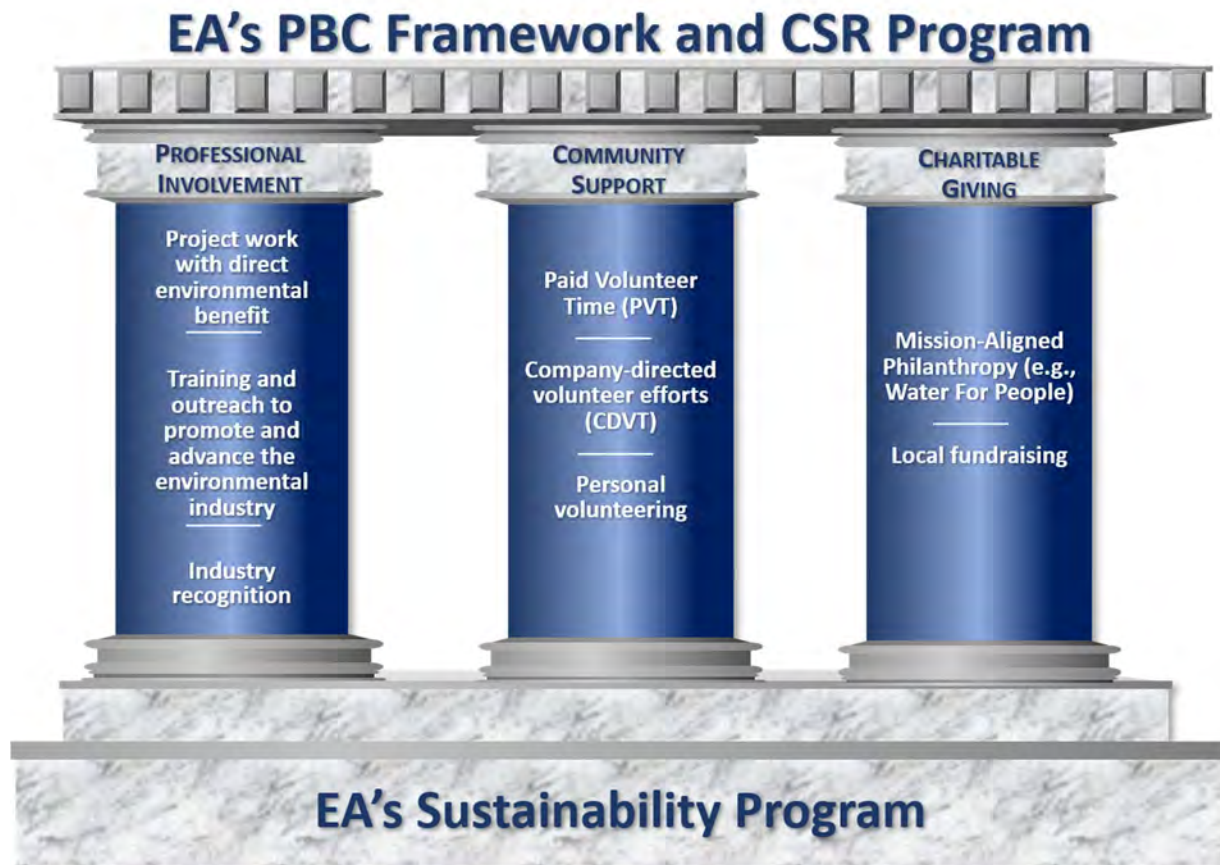 EA's PBC Framework and CSR Program
PROFESSIONAL
INVOLVEMENT
Project work
with direct
environmental
benefit
Training and
outreach to
promote and
advance the
environmental
industry
Industry
recognition
COMMUNITY
SUPPORT
Paid Volunteer
Time (PVT)
Company-directed
volunteer efforts
(CDVT)
Personal
volunteering
CHARITABLE
GIVING
Mission-Aligned
Philanthropy (e.g.,
Water For People)
Local fundraising
EA's Sustainability Program